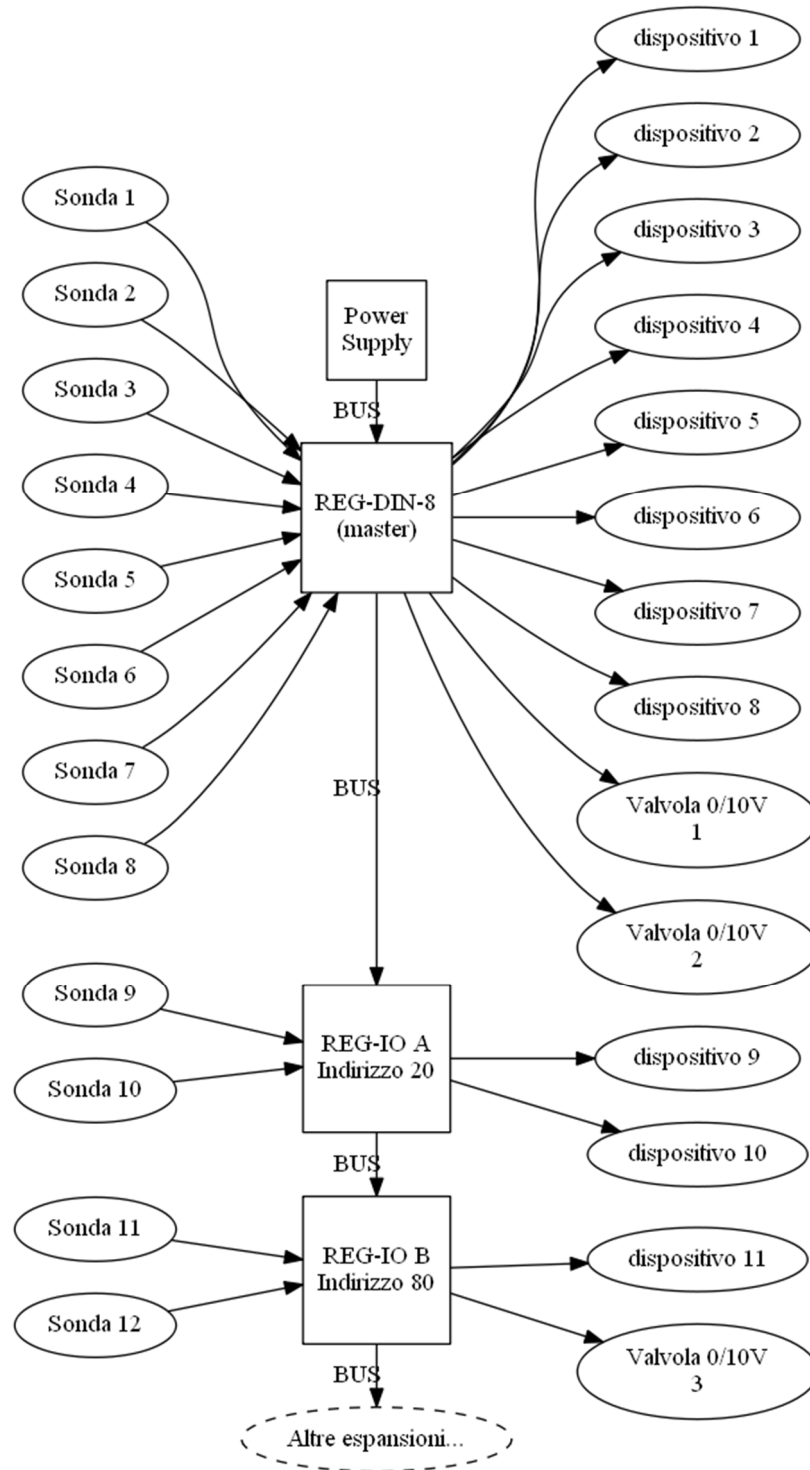 dispositivo 1
dispositivo 2
Sonda 1
dispositivo 3
Sonda 2
Power
Supply
dispositivo 4
Sonda 3
BUS
dispositivo 5
Sonda 4
REG-DIN-8
(master)
dispositivo 6
Sonda 5
dispositivo 7
Sonda 6
dispositivo 8
Sonda 7
BUS
Valvola 0/10V
1
Sonda 8
Valvola 0/10V
2
Sonda 9
REG-IO A
Indirizzo 20
dispositivo 9
Sonda 10
dispositivo 10
BUS
Sonda 11
REG-IO B
Indirizzo 80
dispositivo 11
Sonda 12
Valvola 0/10V
3
BUS
Altre espansioni...